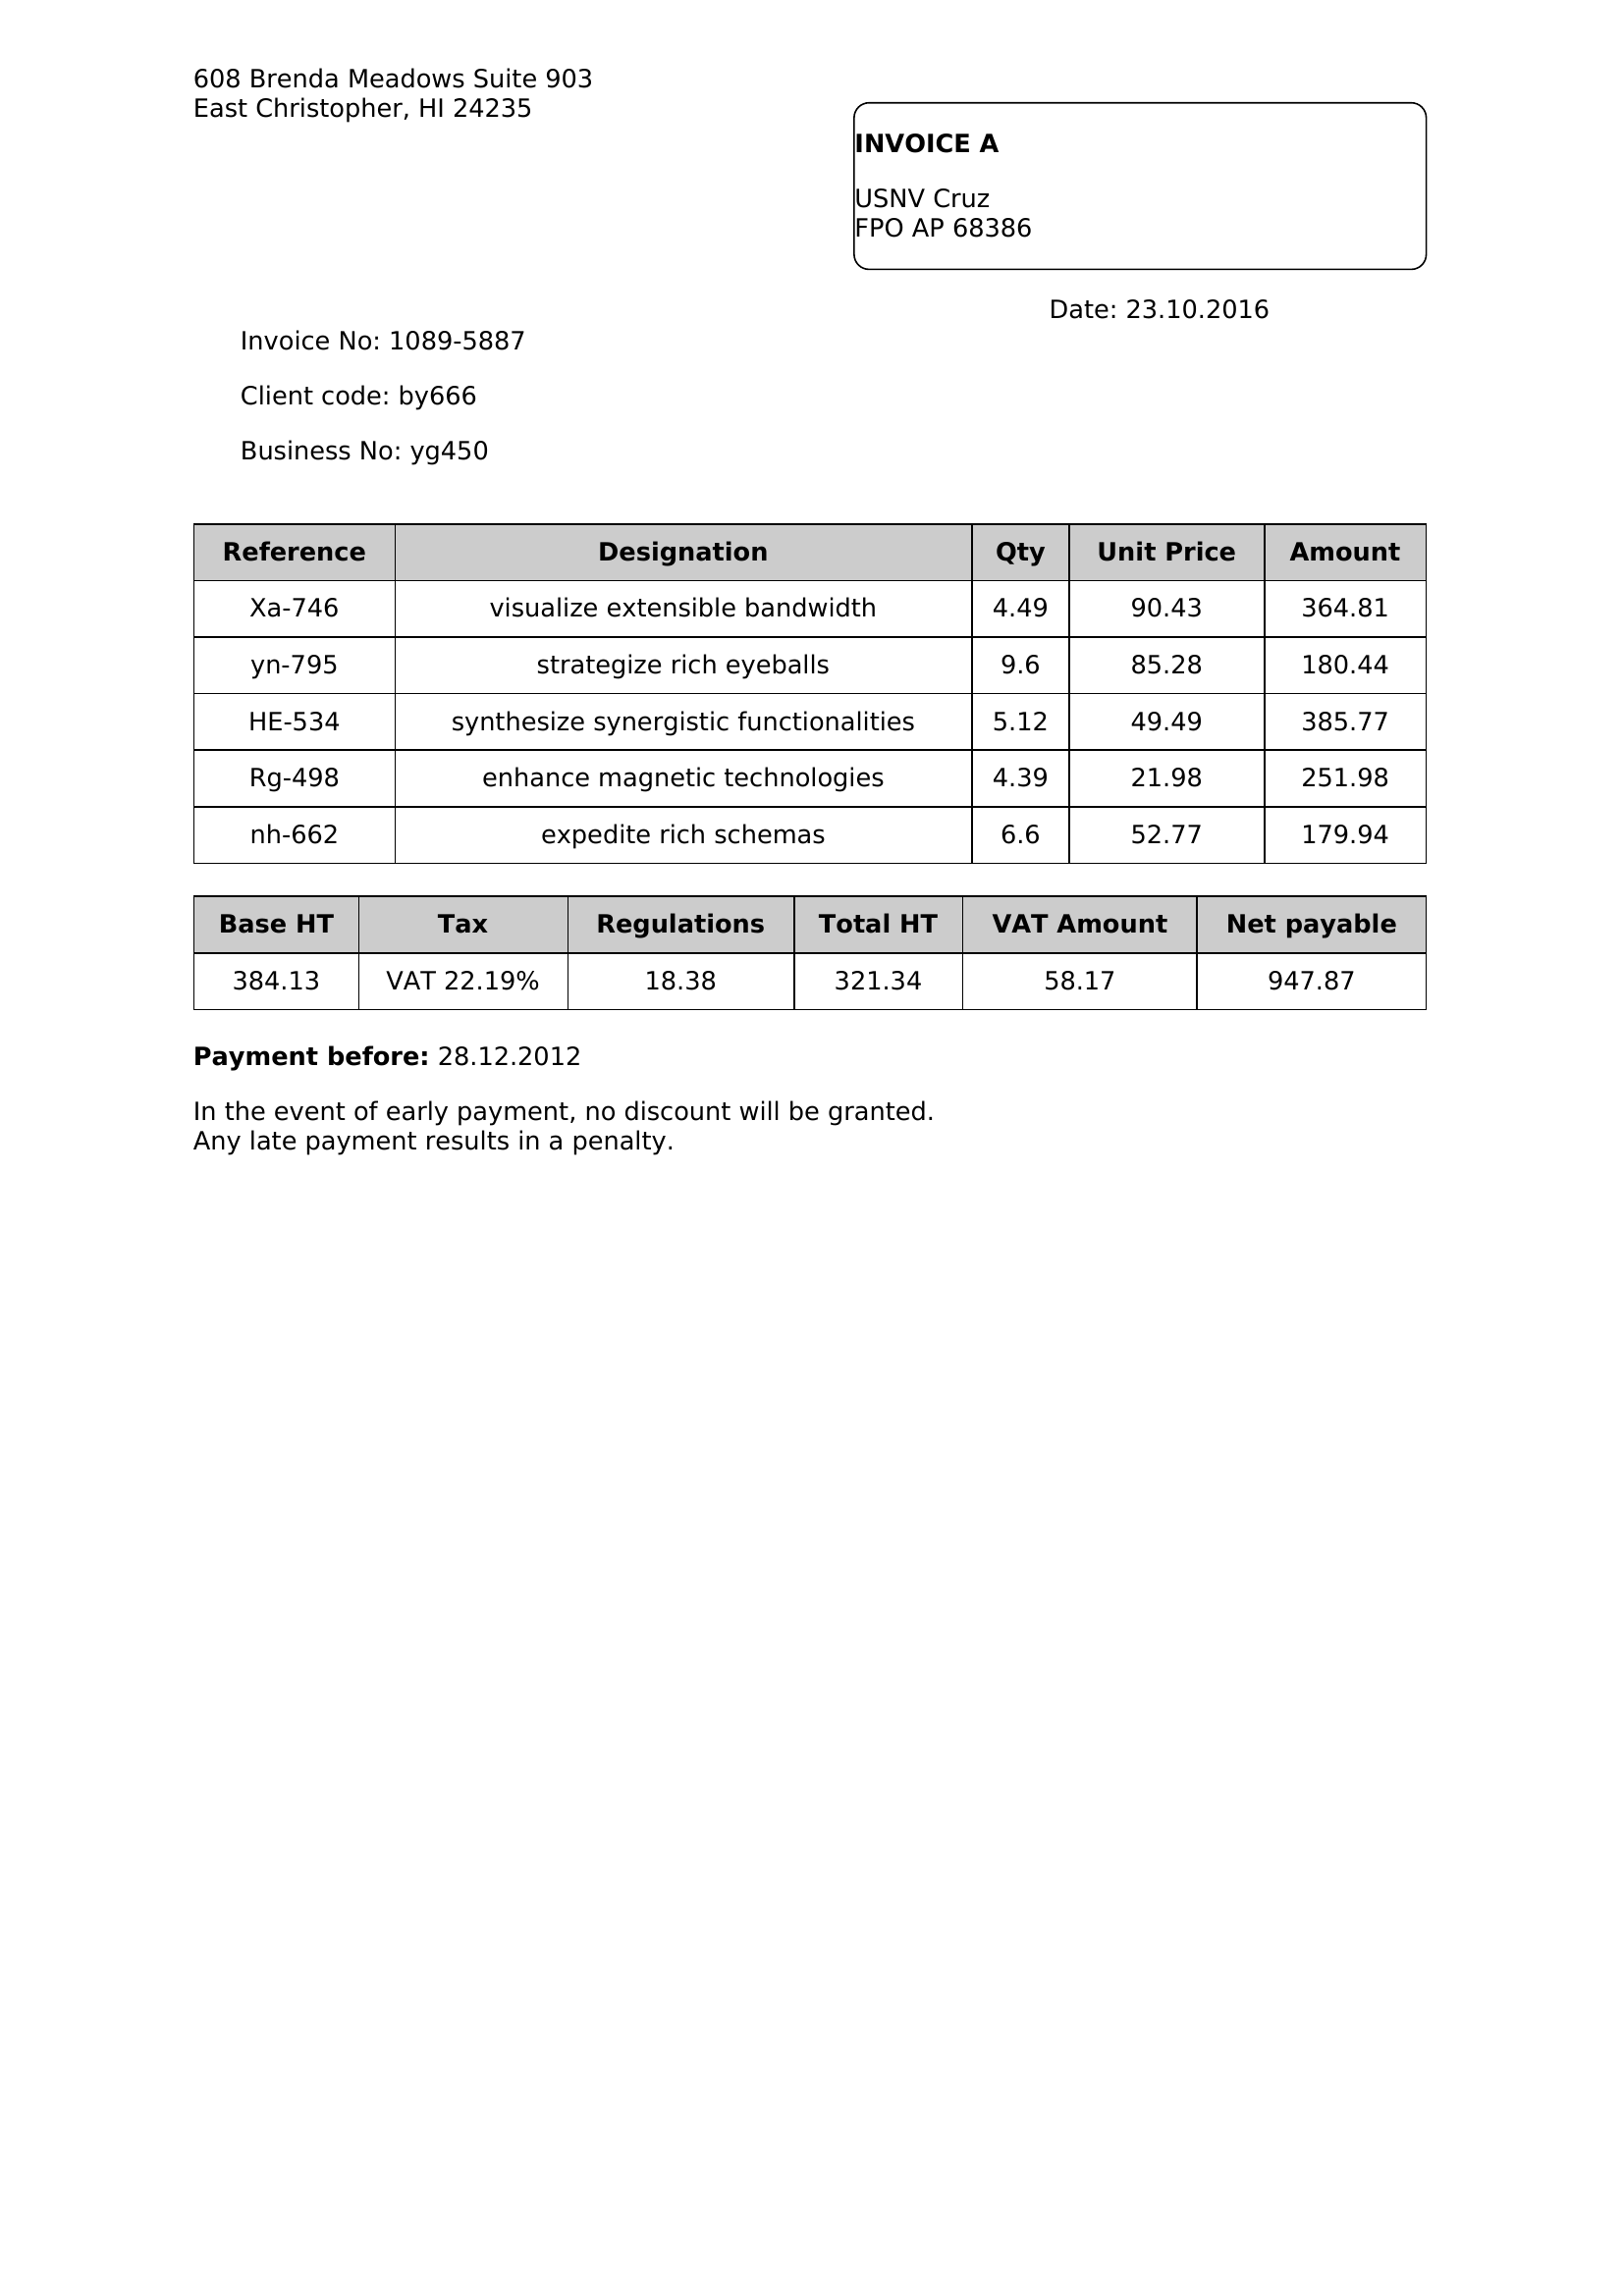 608 Brenda Meadows Suite 903
East Christopher, HI 24235
INVOICE A
USNV Cruz
FPO AP 68386
Date: 23.10.2016
Invoice No: 1089-5887
Client code: by666
Business No: yg450
Reference Designation Qty Unit Price Amount
Xa-746 visualize extensible bandwidth 4.49 90.43 364.81
yn-795 strategize rich eyeballs 9.6 85.28 180.44
HE-534 synthesize synergistic functionalities 5.12 49.49 385.77
Rg-498 enhance magnetic technologies 4.39 21.98 251.98
nh-662 expedite rich schemas 6.6 52.77 179.94
Base HT Tax Regulations Total HT VAT Amount Net payable
384.13 VAT 22.19% 18.38 321.34 58.17 947.87
Payment before: 28.12.2012
In the event of early payment, no discount will be granted.
Any late payment results in a penalty.